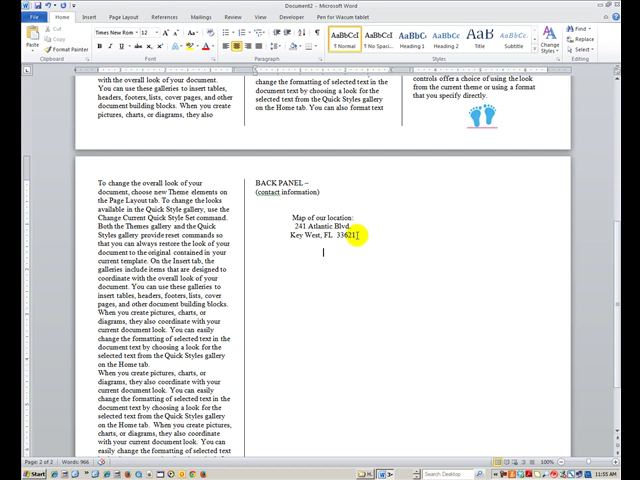 Document2 - Microsoft Word
File Home Insert Page Layout References Mailings Review View Developer Pen for Wacom tablet
Paste Cut Copy Format Painter
Times New Ro 12
AaBbCcI AaBbCcI AaBbC AaBbCc AaB AaBbCc.
¶ Normal ¶ No Spaci... Heading 1 Heading 2 Title Subtitle
Change Styles
Find Replace Select
Clipboard Font Paragraph Styles Editing
with the overall look of your document.
You can use these galleries to insert tables,
headers, footers, lists, cover pages, and other
document building blocks. When you create
pictures, charts, or diagrams, they also
change the formatting of selected text in the
document text by choosing a look for the
selected text from the Quick Styles gallery
on the Home tab. You can also format text
controls offer a choice of using the look
from the current theme or using a format
that you specify directly.
To change the overall look of your
document, choose new Theme elements on
the Page Layout tab. To change the looks
available in the Quick Style gallery, use the
Change Current Quick Style Set command.
Both the Themes gallery and the Quick
Styles gallery provide reset commands so
that you can always restore the look of your
document to the original contained in your
current template. On the Insert tab, the
galleries include items that are designed to
coordinate with the overall look of your
document. You can use these galleries to
insert tables, headers, footers, lists, cover
pages, and other document building blocks.
When you create pictures, charts, or
diagrams, they also coordinate with your
current document look. You can easily
change the formatting of selected text in the
document text by choosing a look for the
selected text from the Quick Styles gallery
on the Home tab.
When you create pictures, charts, or
diagrams, they also coordinate with your
current document look. You can easily
change the formatting of selected text in the
document text by choosing a look for the
selected text from the Quick Styles gallery
on the Home tab. When you create pictures,
charts, or diagrams, they also coordinate
with your current document look. You can
easily change the formatting of selected text
BACK PANEL –
(contact information)
Map of our location:
241 Atlantic Blvd.
Key West, FL 33621
Page: 2 of 2 Words: 966 100%
Start Search Desktop 11:55 AM